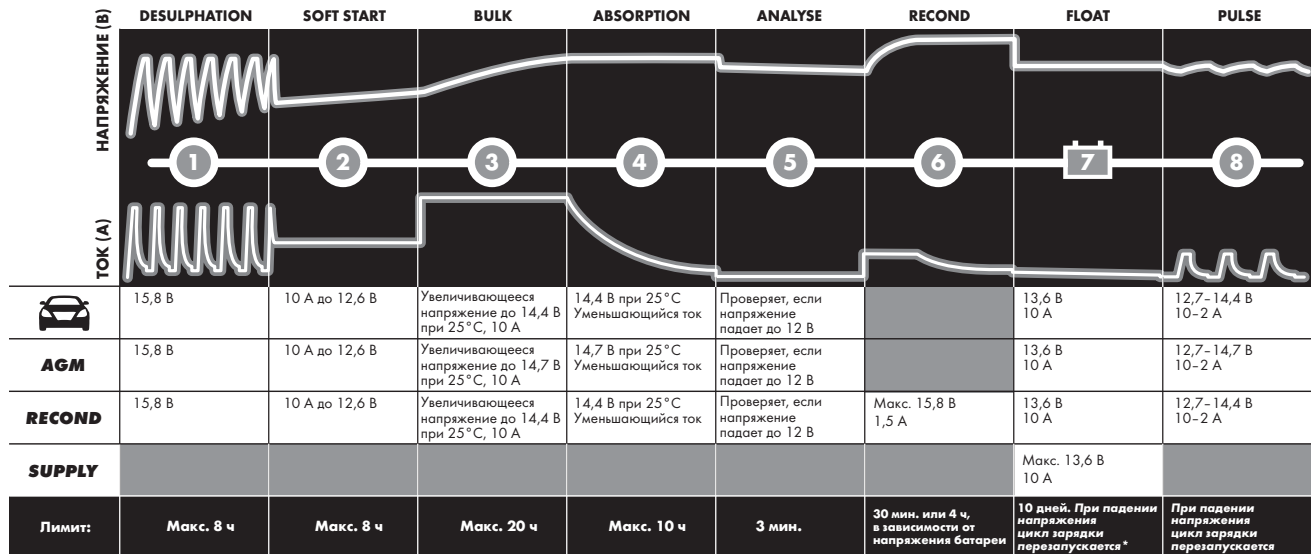 DESULPHATION SOFT START BULK ABSORPTION ANALYSE RECOND FLOAT PULSE
НАПРЯЖЕНИЕ (В)
1 2 3 4 5 6 7 8
ТОК (А)
15,8 В
10 А до 12,6 В
Увеличивающееся
напряжение до 14,4 В
при 25°С, 10 А
14,4 В при 25°С
Уменьшающийся ток
Проверяет, если
напряжение
падает до 12 В
13,6 В
10 А
12,7–14,4 В
10–2 А
AGM
15,8 В
10 А до 12,6 В
Увеличивающееся
напряжение до 14,7 В
при 25°С, 10 А
14,7 В при 25°С
Уменьшающийся ток
Проверяет, если
напряжение
падает до 12 В
13,6 В
10 А
12,7–14,7 В
10–2 А
RECOND
15,8 В
10 А до 12,6 В
Увеличивающееся
напряжение до 14,4 В
при 25°С, 10 А
14,4 В при 25°С
Уменьшающийся ток
Проверяет, если
напряжение
падает до 12 В
Макс. 15,8 В
1,5 А
13,6 В
10 А
12,7–14,4 В
10–2 А
SUPPLY
Макс. 13,6 В
10 А
Лимит:
Макс. 8 ч
Макс. 8 ч
Макс. 20 ч
Макс. 10 ч
3 мин.
30 мин. или 4 ч,
в зависимости от
напряжения батареи
10 дней. При падении
напряжения
цикл зарядки
перезапускается*
При падении
напряжения
цикл зарядки
перезапускается